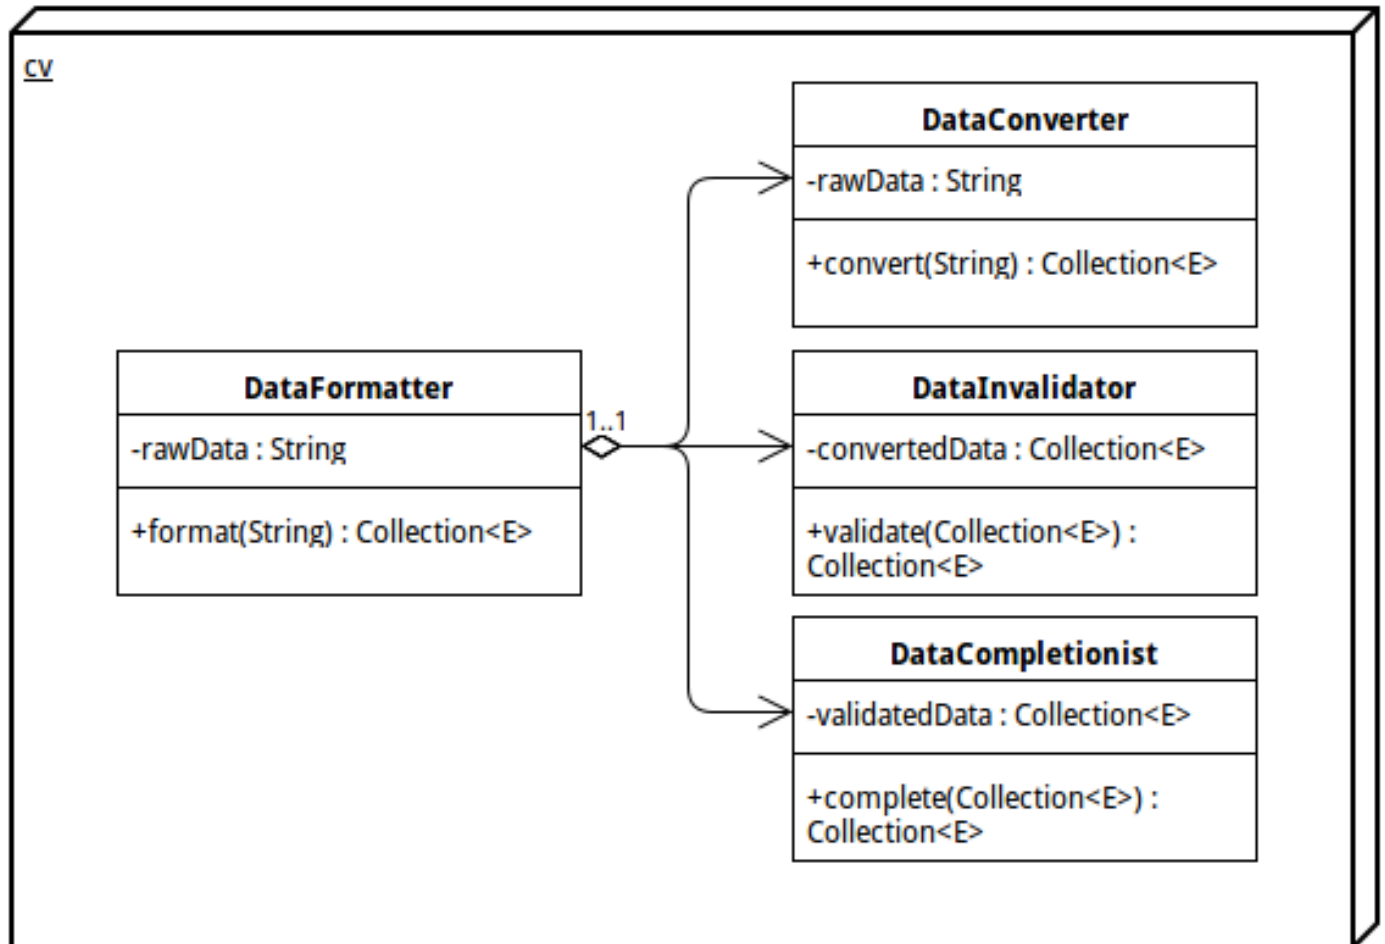 cv
DataConverter
-rawData : String
+convert(String) : Collection<E>
DataFormatter
-rawData : String
+format(String) : Collection<E>
1..1
DataInvalidator
-convertedData : Collection<E>
+validate(Collection<E>) :
Collection<E>
DataCompletionist
-validatedData : Collection<E>
+complete(Collection<E>) :
Collection<E>